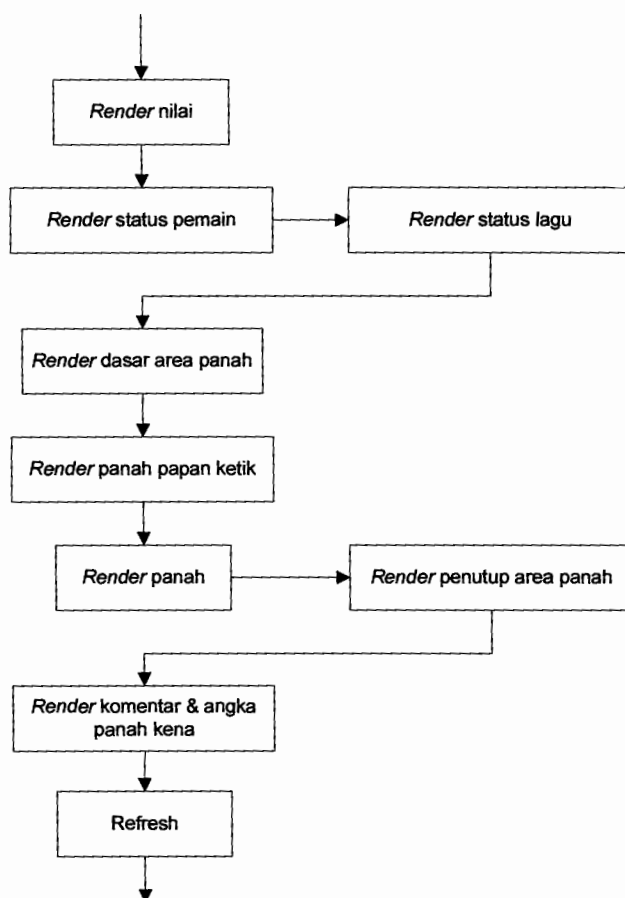 Render nilai
Render status pemain
Render status lagu
Render dasar area panah
Render panah papan ketik
Render panah
Render penutup area panah
Render komentar & angka
panah kena
Refresh